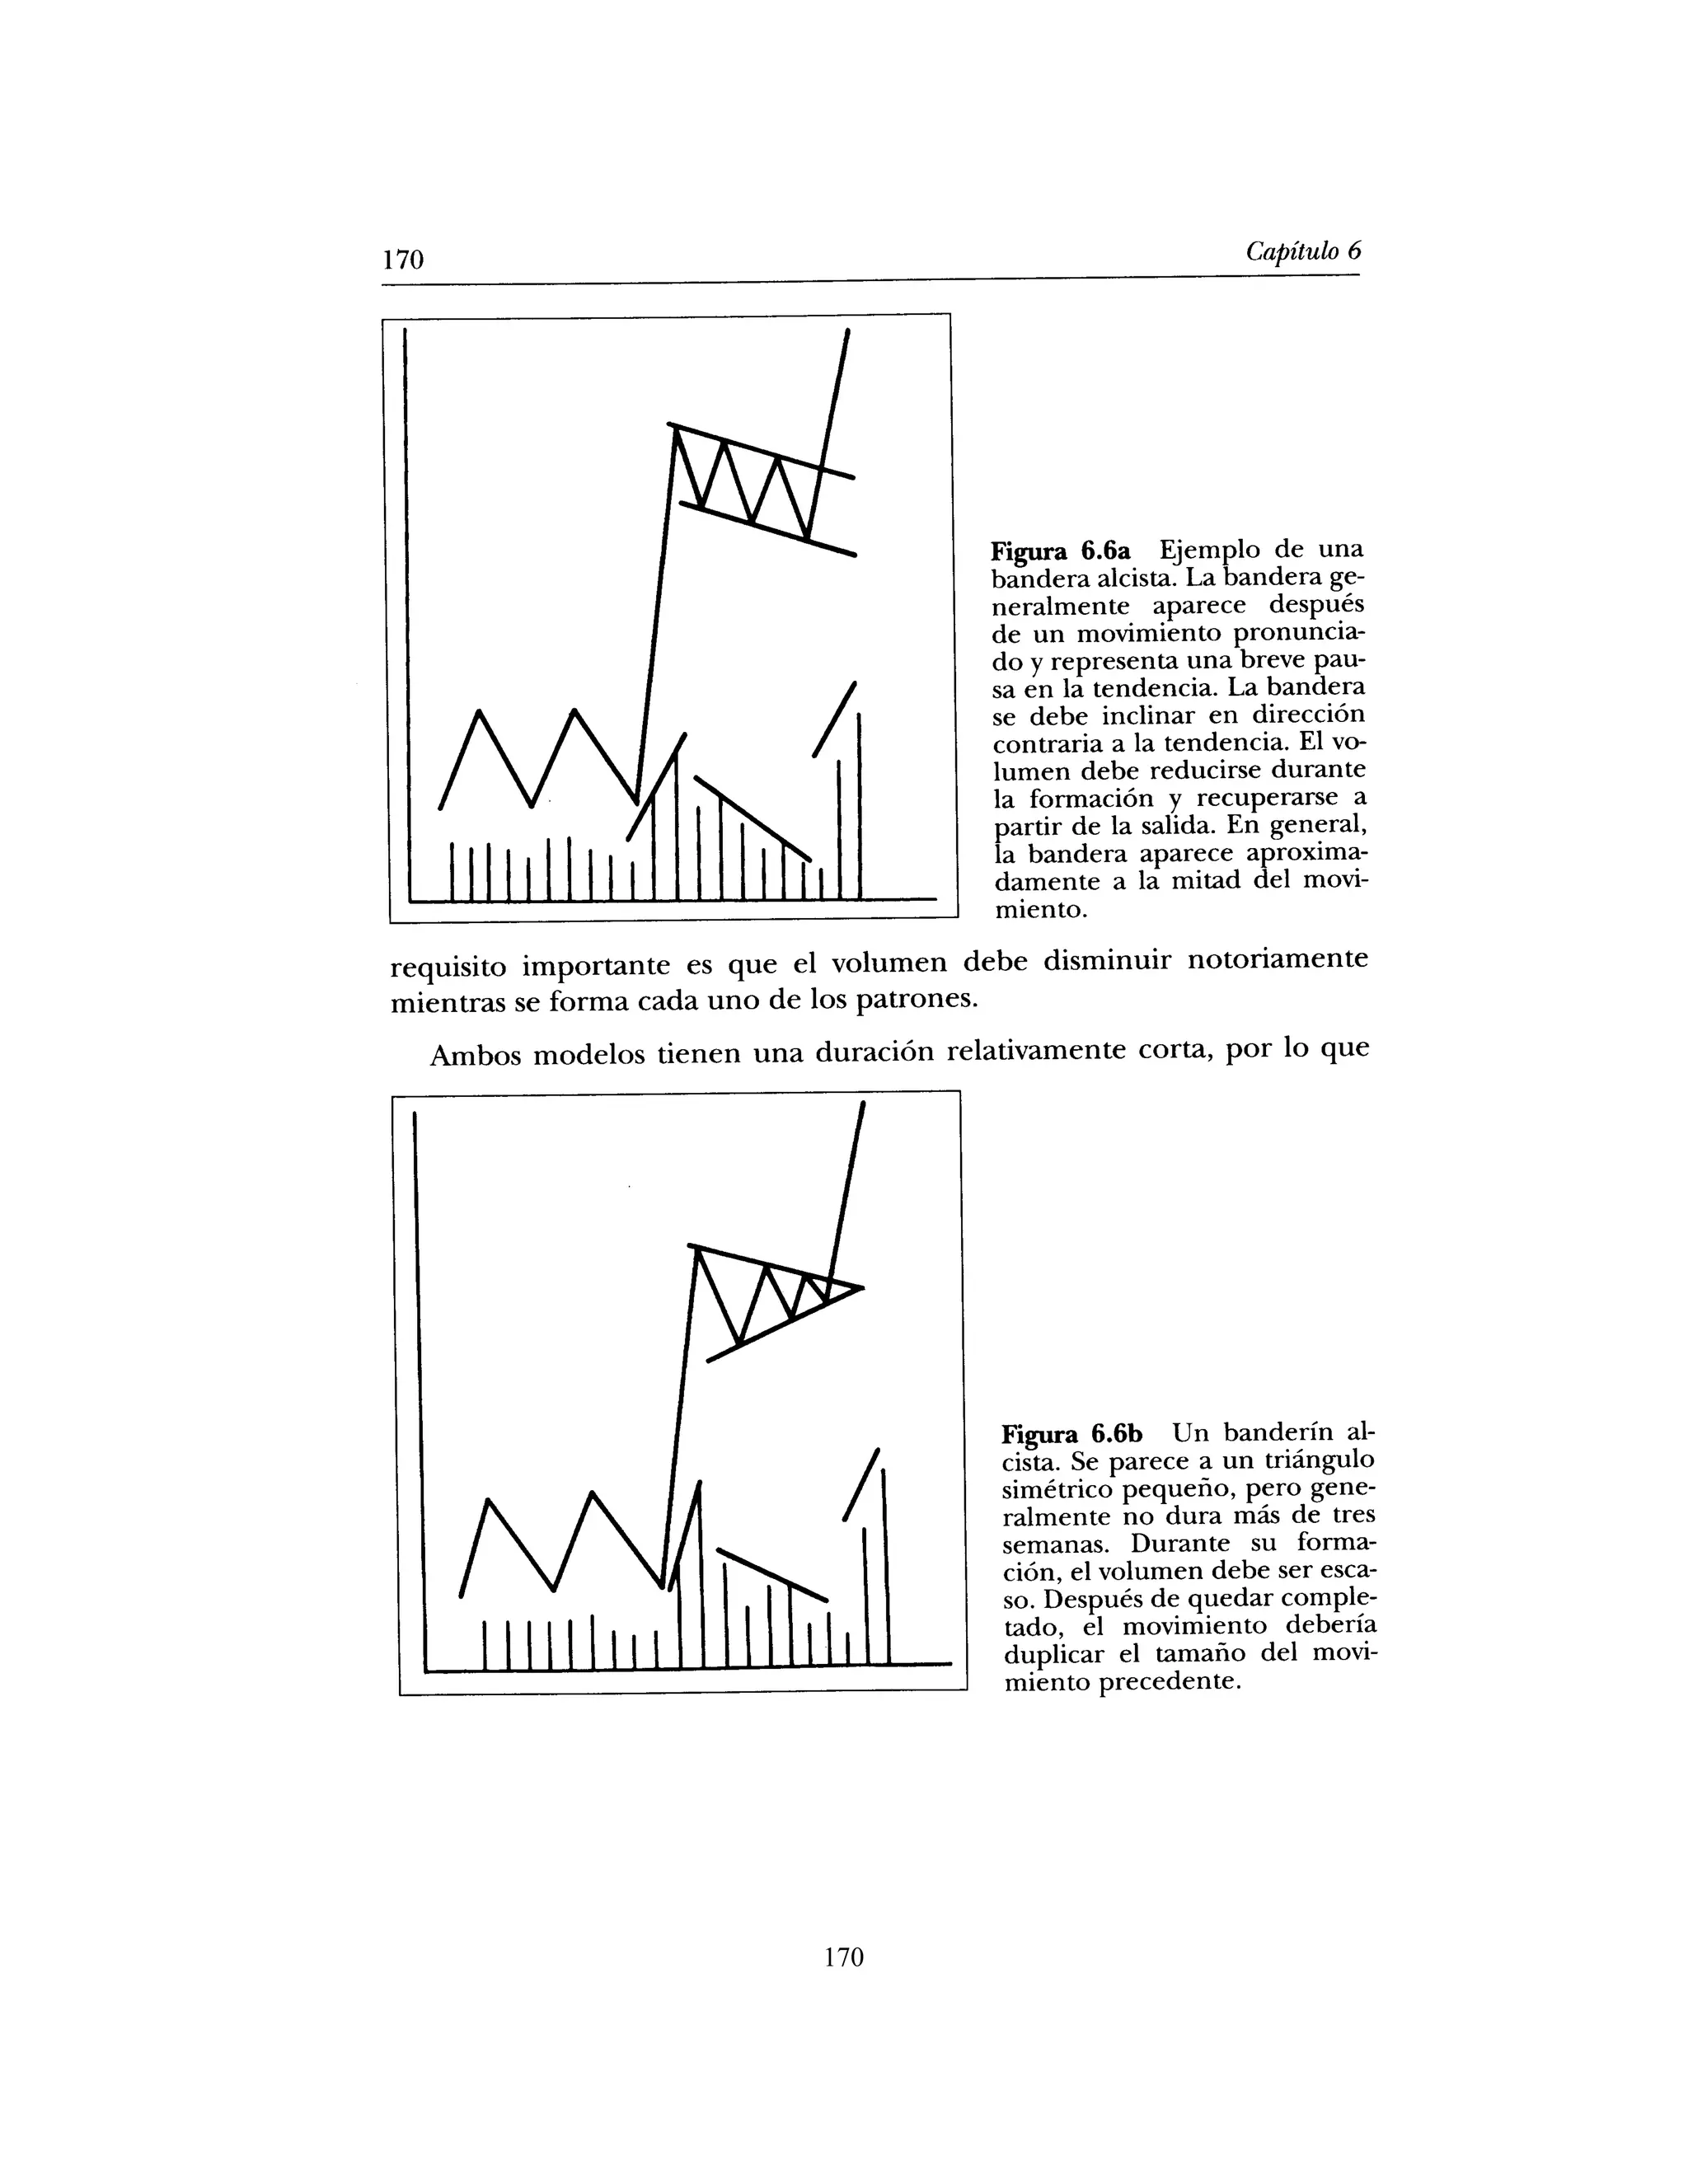 170
Capítulo 6
Figura 6.6a Ejemplo de una
bandera alcista. La bandera ge-
neralmente aparece después
de un movimiento pronuncia-
do y representa una breve pau-
sa en la tendencia. La bandera
se debe inclinar en dirección
contraria a la tendencia. El vo-
lumen debe reducirse durante
la formación y recuperarse a
partir de la salida. En general,
la bandera aparece aproxima-
damente a la mitad del movi-
miento.
requisito importante es que el volumen debe disminuir notoriamente
mientras se forma cada uno de los patrones.
Ambos modelos tienen una duración relativamente corta, por lo que
Figura 6.6b Un banderín al-
cista. Se parece a un triángulo
simétrico pequeño, pero gene-
ralmente no dura más de tres
semanas. Durante su forma-
ción, el volumen debe ser esca-
so. Después de quedar comple-
tado, el movimiento debería
duplicar el tamaño del movi-
miento precedente.
170